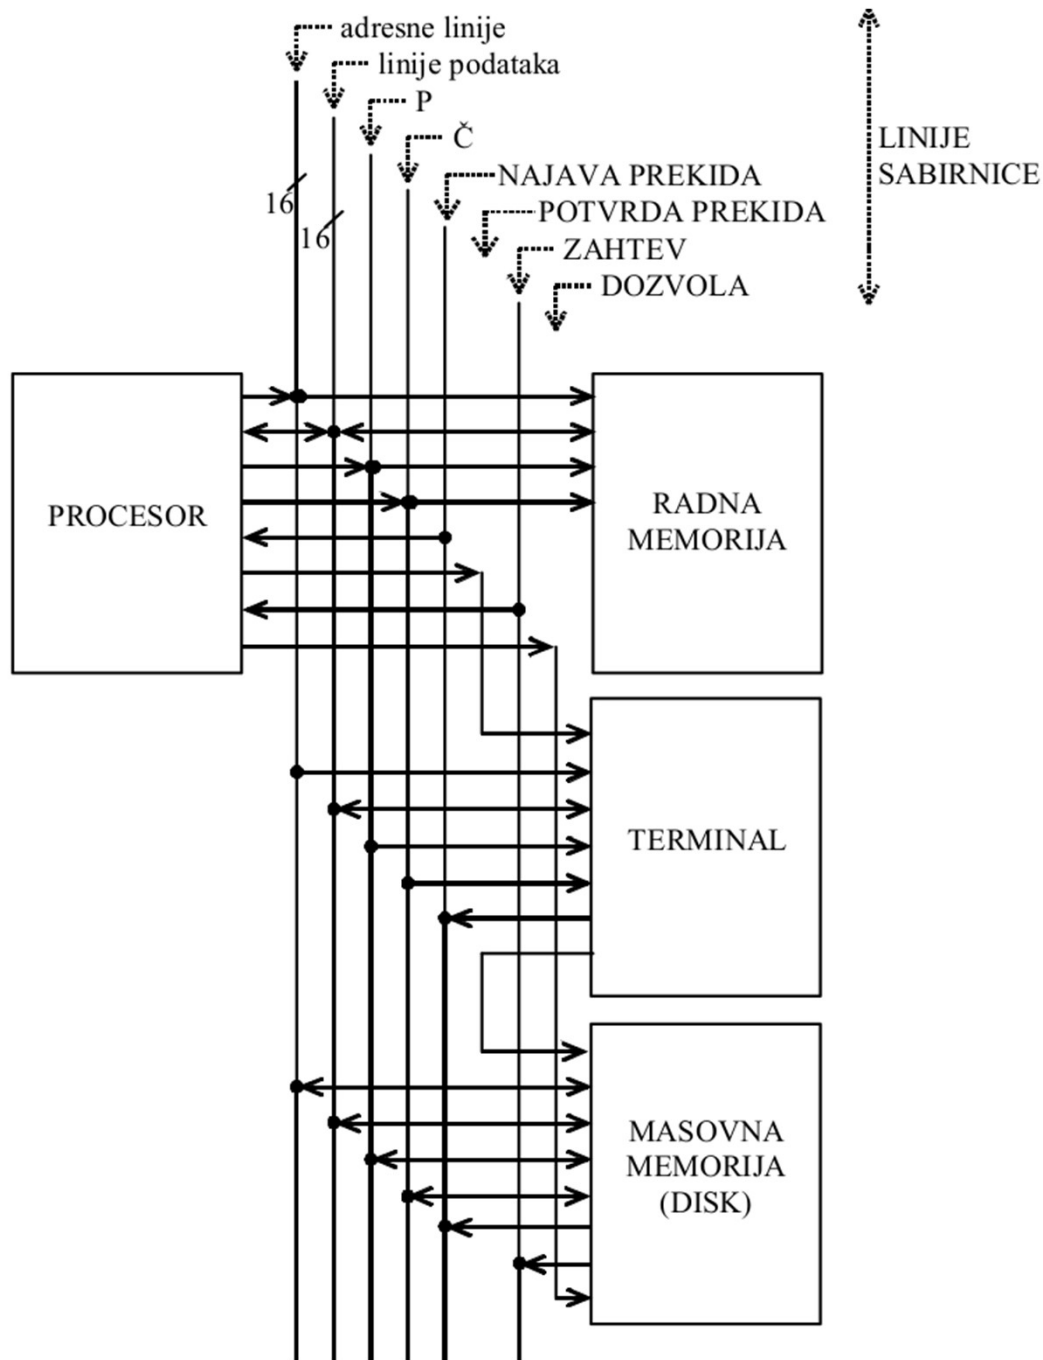 adresne linije
linije podataka
P
Č
NAJAVA PREKIDA
POTVRDA PREKIDA
ZAHTEV
DOZVOLA
LINIJE
SABIRNICE
16
16
PROCESOR
RADNA
MEMORIJA
TERMINAL
MASOVNA
MEMORIJA
(DISK)